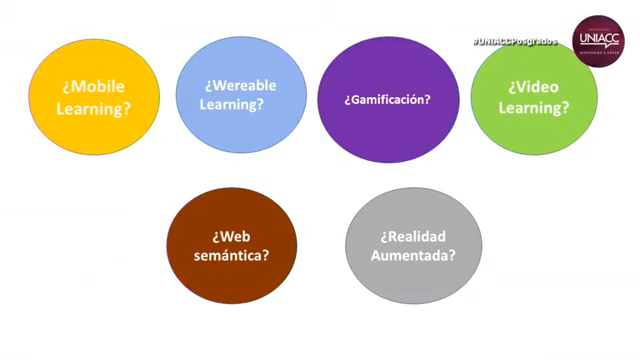 #UNIACCPosgrados
UNIACC
¿Mobile
Learning?
¿Wereable
Learning?
¿Gamificación?
¿Video
Learning?
¿Web
semántica?
¿Realidad
Aumentada?